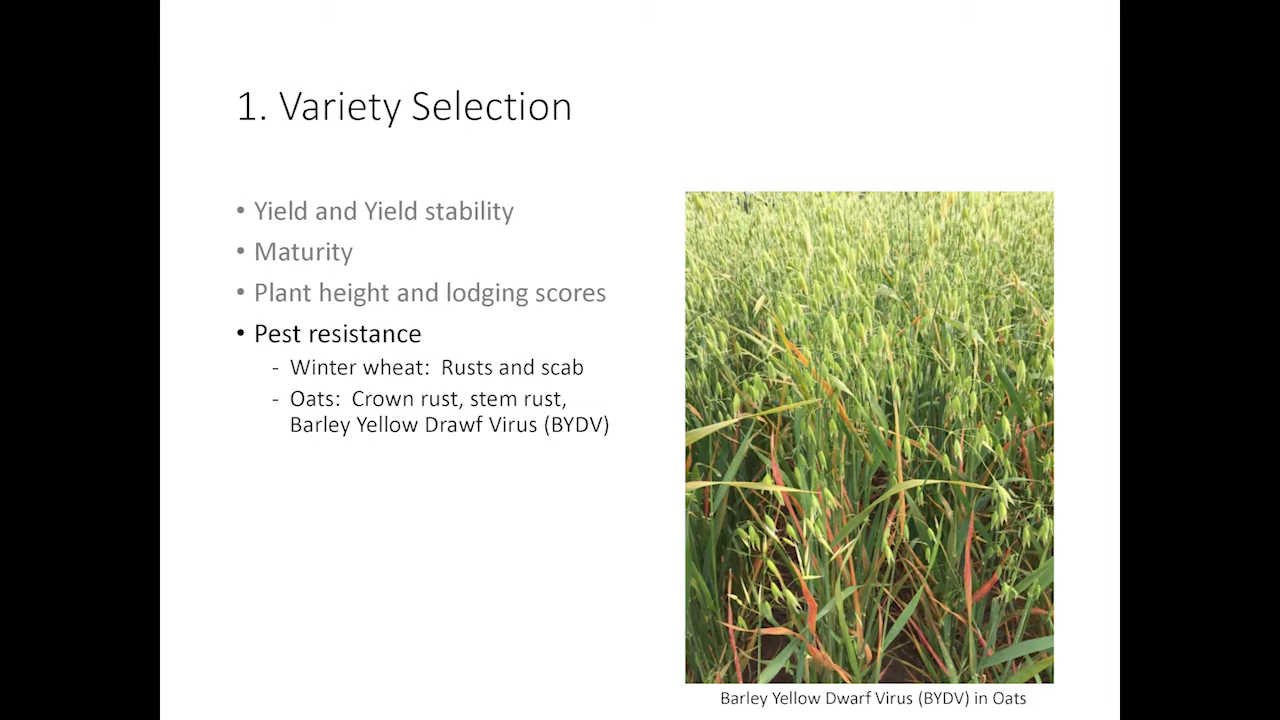 1. Variety Selection
• Yield and Yield stability
• Maturity
• Plant height and lodging scores
• Pest resistance
- Winter wheat: Rusts and scab
- Oats: Crown rust, stem rust,
Barley Yellow Drawf Virus (BYDV)
Barley Yellow Dwarf Virus (BYDV) in Oats